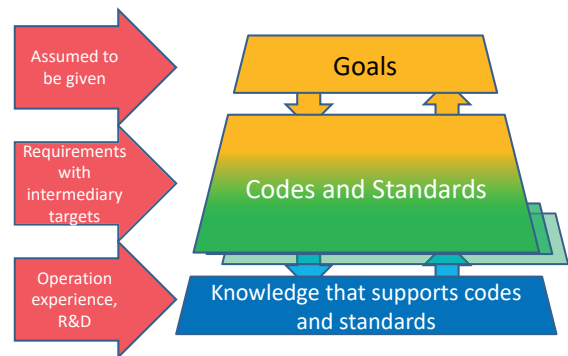 Assumed to
be given
Goals
Requirements
with
intermediary
targets
Codes and Standards
Operation
experience,
R&D
Knowledge that supports codes
and standards